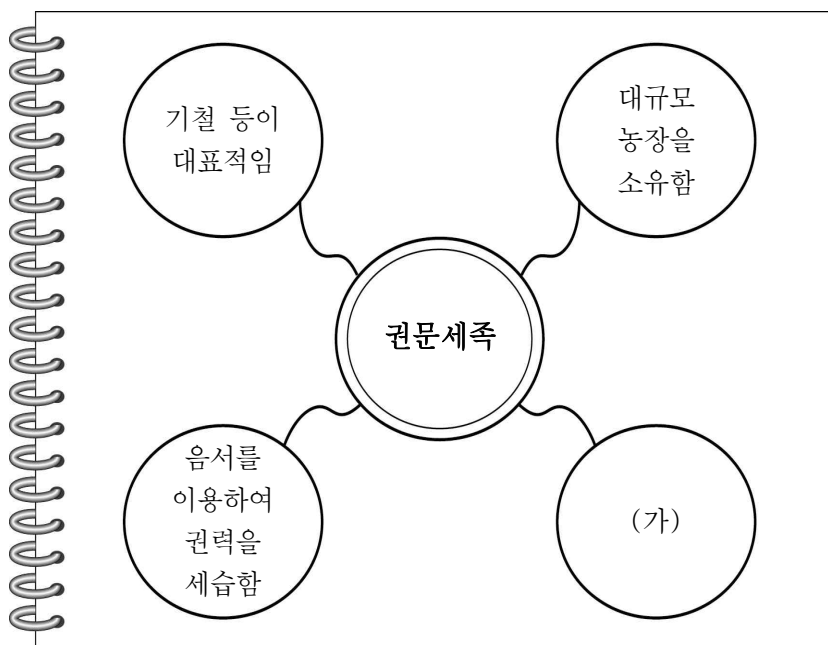 기철 등이
대표적임
대규모
농장을
소유함
권문세족
음서를
이용하여
권력을
세습함
(가)